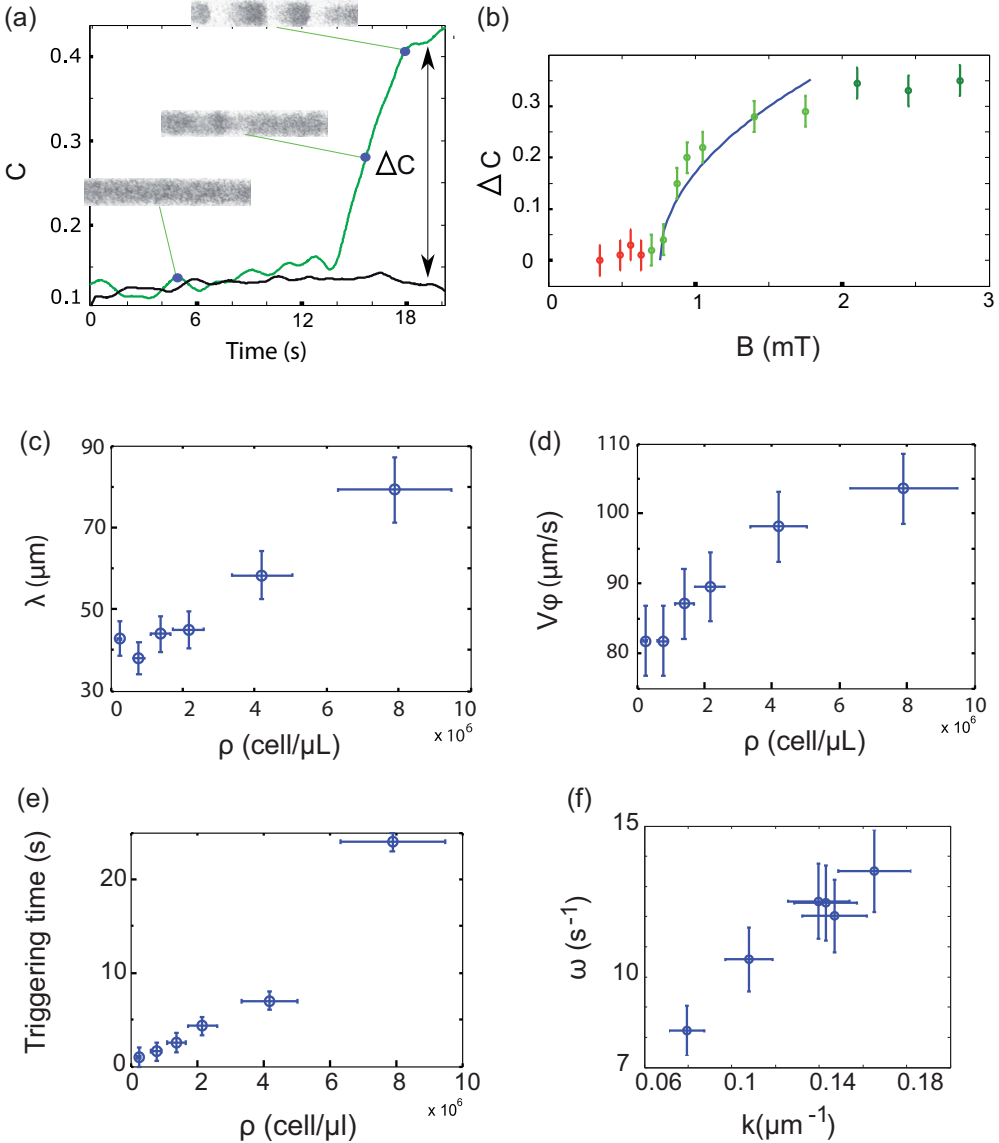 (a)
0.4
0.3
0.2
0.1
C
ΔC
0
6
12
18
Time (s)
(b)
0.3
0.2
0.1
0
Δ C
0
1
2
3
B (mT)
(c)
90
70
50
30
λ (μm)
0
2
4
6
8
10
x 10⁶
ρ (cell/μL)
(d)
110
100
90
80
Vφ (μm/s)
0
2
4
6
8
10
x 10⁶
ρ (cell/μL)
(e)
20
10
0
Triggering time (s)
0
2
4
6
8
10
x 10⁶
ρ (cell/μl)
(f)
15
10
7
ω (s⁻¹)
0.06
0.1
0.14
0.18
k(μm⁻¹)